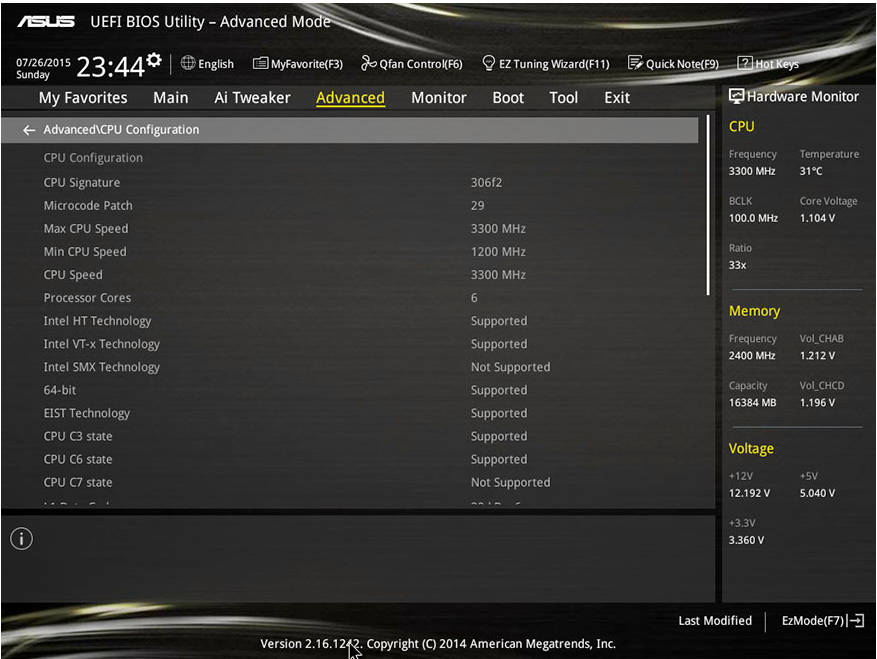 ASUS UEFI BIOS Utility – Advanced Mode
07/26/2015
Sunday
23:44
English MyFavorite(F3) Qfan Control(F6) EZ Tuning Wizard(F11) Quick Note(F9) ? Hot Keys
My Favorites Main Ai Tweaker Advanced Monitor Boot Tool Exit
← Advanced\CPU Configuration
CPU Configuration
CPU Signature 306f2
Microcode Patch 29
Max CPU Speed 3300 MHz
Min CPU Speed 1200 MHz
CPU Speed 3300 MHz
Processor Cores 6
Intel HT Technology Supported
Intel VT-x Technology Supported
Intel SMX Technology Not Supported
64-bit Supported
EIST Technology Supported
CPU C3 state Supported
CPU C6 state Supported
CPU C7 state Not Supported
Hardware Monitor
CPU
Frequency Temperature
3300 MHz 31°C
BCLK Core Voltage
100.0 MHz 1.104 V
Ratio
33x
Memory
Frequency Vol_CHAB
2400 MHz 1.212 V
Capacity Vol_CHCD
16384 MB 1.196 V
Voltage
+12V +5V
12.192 V 5.040 V
+3.3V
3.360 V
i
Last Modified EzMode(F7)
Version 2.16.1242. Copyright (C) 2014 American Megatrends, Inc.